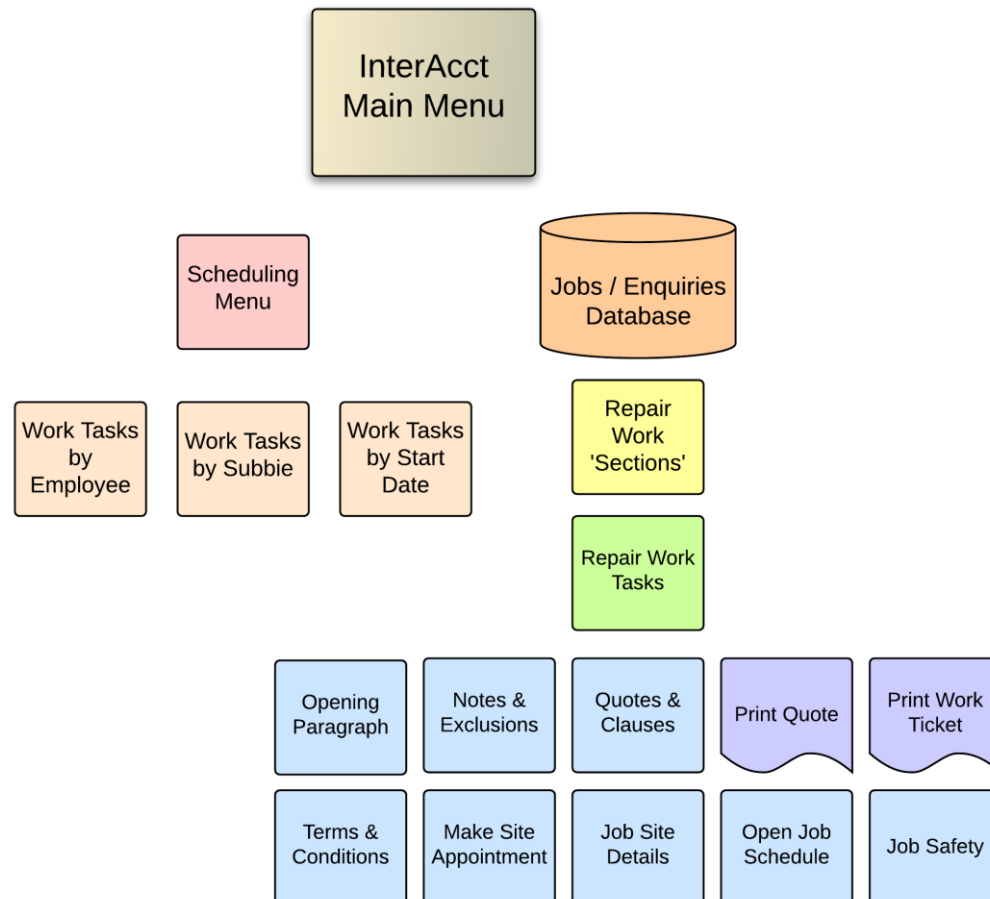 InterAcct
Main Menu
Scheduling
Menu
Jobs / Enquiries
Database
Work Tasks
by
Employee
Work Tasks
by Subbie
Work Tasks
by Start
Date
Repair
Work
'Sections'
Repair Work
Tasks
Opening
Paragraph
Notes &
Exclusions
Quotes &
Clauses
Print Quote
Print Work
Ticket
Terms &
Conditions
Make Site
Appointment
Job Site
Details
Open Job
Schedule
Job Safety